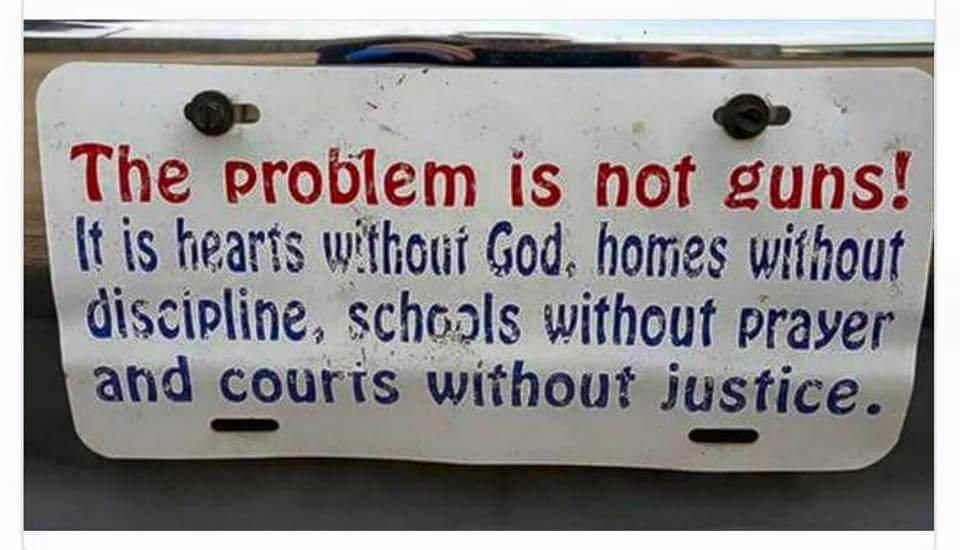 The problem is not guns!
It is hearts without God, homes without
discipline, schools without prayer
and courts without justice.